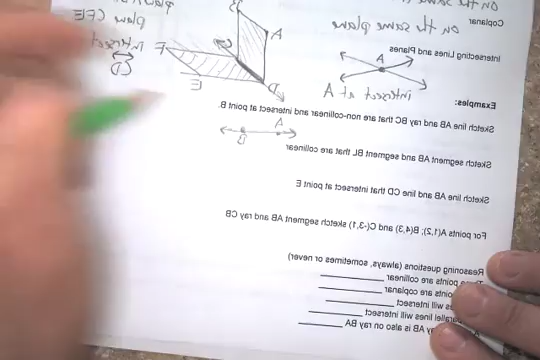 on the
Coplanar
on the same plane
plane CFE
intersect
CD
B
A
C
F
D
E
Intersecting Lines and Planes
A
intersect at A
Examples:
Sketch line AB and ray BC that are non-collinear and intersect at point B.
A
B
Sketch segment AB and segment BL that are collinear
Sketch line AB and line CD that intersect at point E
For points A(1,2); B(4,3) and C(-3,1) sketch segment AB and ray CB
Reasoning questions (always, sometimes or never)
points are collinear
points are coplanar
will intersect
parallel lines will intersect
ray AB is also on ray BA